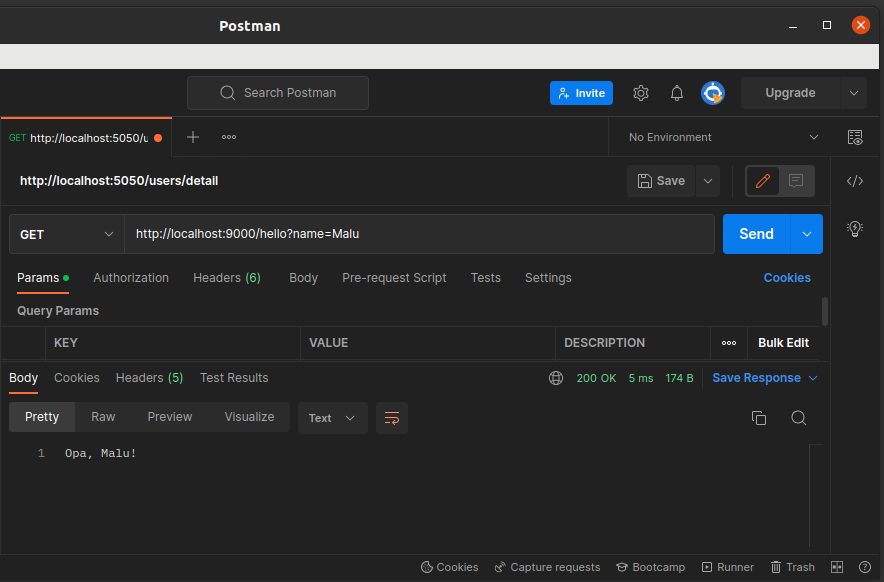 Postman
Search Postman Invite Upgrade
GET http://localhost:5050/u No Environment
http://localhost:5050/users/detail Save
GET http://localhost:9000/hello?name=Malu Send
Params Authorization Headers (6) Body Pre-request Script Tests Settings Cookies
Query Params
KEY VALUE DESCRIPTION Bulk Edit
Body Cookies Headers (5) Test Results 200 OK 5 ms 174 B Save Response
Pretty Raw Preview Visualize Text
1 Opa, Malu!
Cookies Capture requests Bootcamp Runner Trash